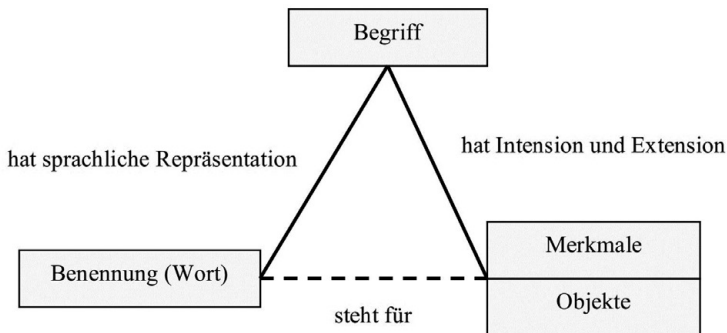 Begriff
hat sprachliche Repräsentation
hat Intension und Extension
Benennung (Wort)
Merkmale
Objekte
steht für